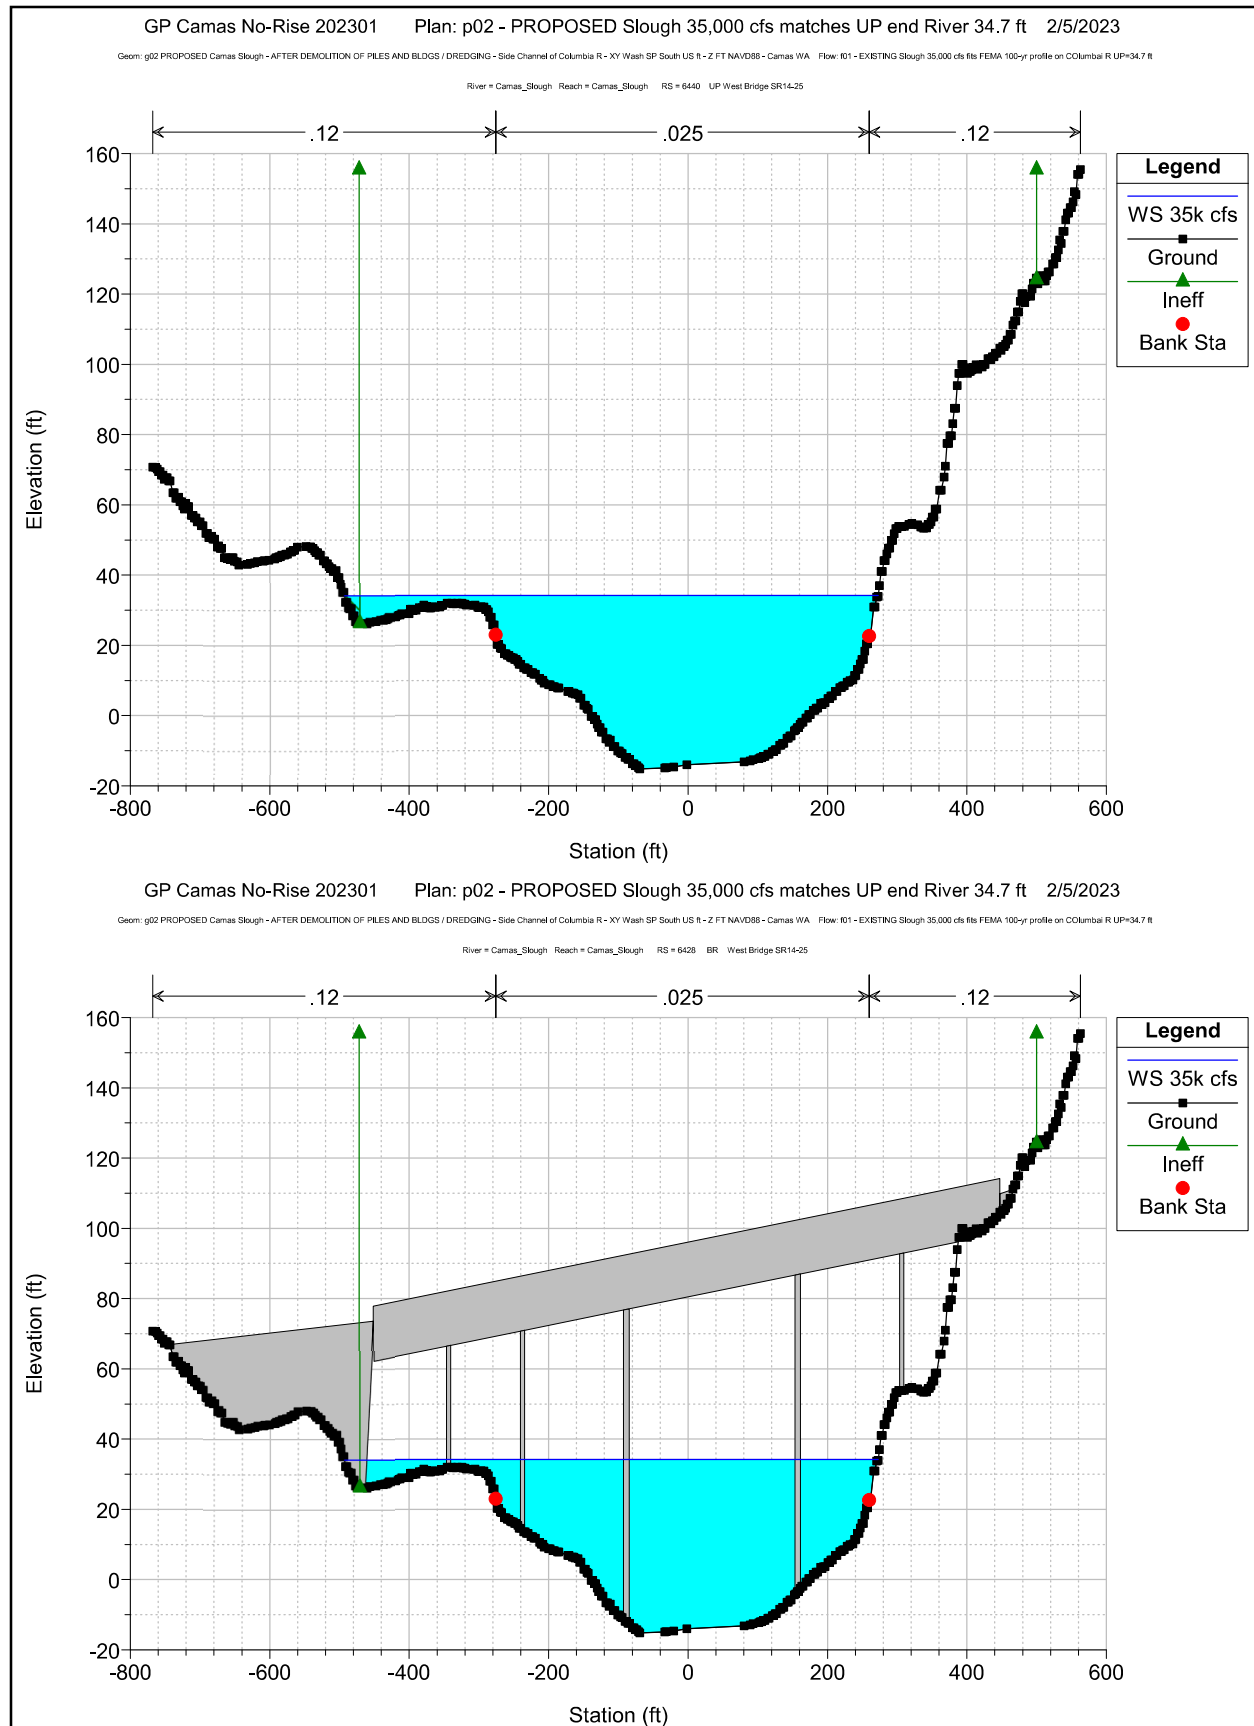 GP Camas No-Rise 202301 Plan: p02 - PROPOSED Slough 35,000 cfs matches UP end River 34.7 ft 2/5/2023
Geom: g02 PROPOSED Camas Slough - AFTER DEMOLITION OF PILES AND BLDGS / DREDGING - Side Channel of Columbia R - XY Wash SP South US ft - Z FT NAVD88 - Camas WA Flow: f01 - EXISTING Slough 35,000 cfs fits FEMA 100-yr profile on COlumbai R UP=34.7 ft
River = Camas_Slough Reach = Camas_Slough RS = 6440 UP West Bridge SR14-25
.12 .025 .12
160
140
120
100
80
60
40
20
0
-20
-800 -600 -400 -200 0 200 400 600
Elevation (ft)
Station (ft)
Legend
WS 35k cfs
Ground
Ineff
Bank Sta
GP Camas No-Rise 202301 Plan: p02 - PROPOSED Slough 35,000 cfs matches UP end River 34.7 ft 2/5/2023
Geom: g02 PROPOSED Camas Slough - AFTER DEMOLITION OF PILES AND BLDGS / DREDGING - Side Channel of Columbia R - XY Wash SP South US ft - Z FT NAVD88 - Camas WA Flow: f01 - EXISTING Slough 35,000 cfs fits FEMA 100-yr profile on COlumbai R UP=34.7 ft
River = Camas_Slough Reach = Camas_Slough RS = 6428 BR West Bridge SR14-25
.12 .025 .12
160
140
120
100
80
60
40
20
0
-20
-800 -600 -400 -200 0 200 400 600
Elevation (ft)
Station (ft)
Legend
WS 35k cfs
Ground
Ineff
Bank Sta